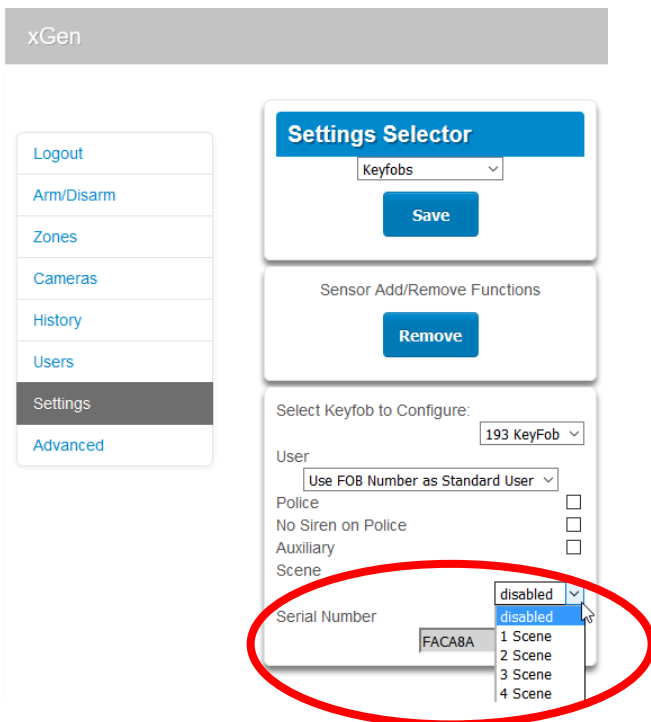 xGen
Logout
Arm/Disarm
Zones
Cameras
History
Users
Settings
Advanced
Settings Selector
Keyfobs
Save
Sensor Add/Remove Functions
Remove
Select Keyfob to Configure:
193 KeyFob
User
Use FOB Number as Standard User
Police
No Siren on Police
Auxiliary
Scene
disabled
Serial Number
FACA8A
disabled
1 Scene
2 Scene
3 Scene
4 Scene